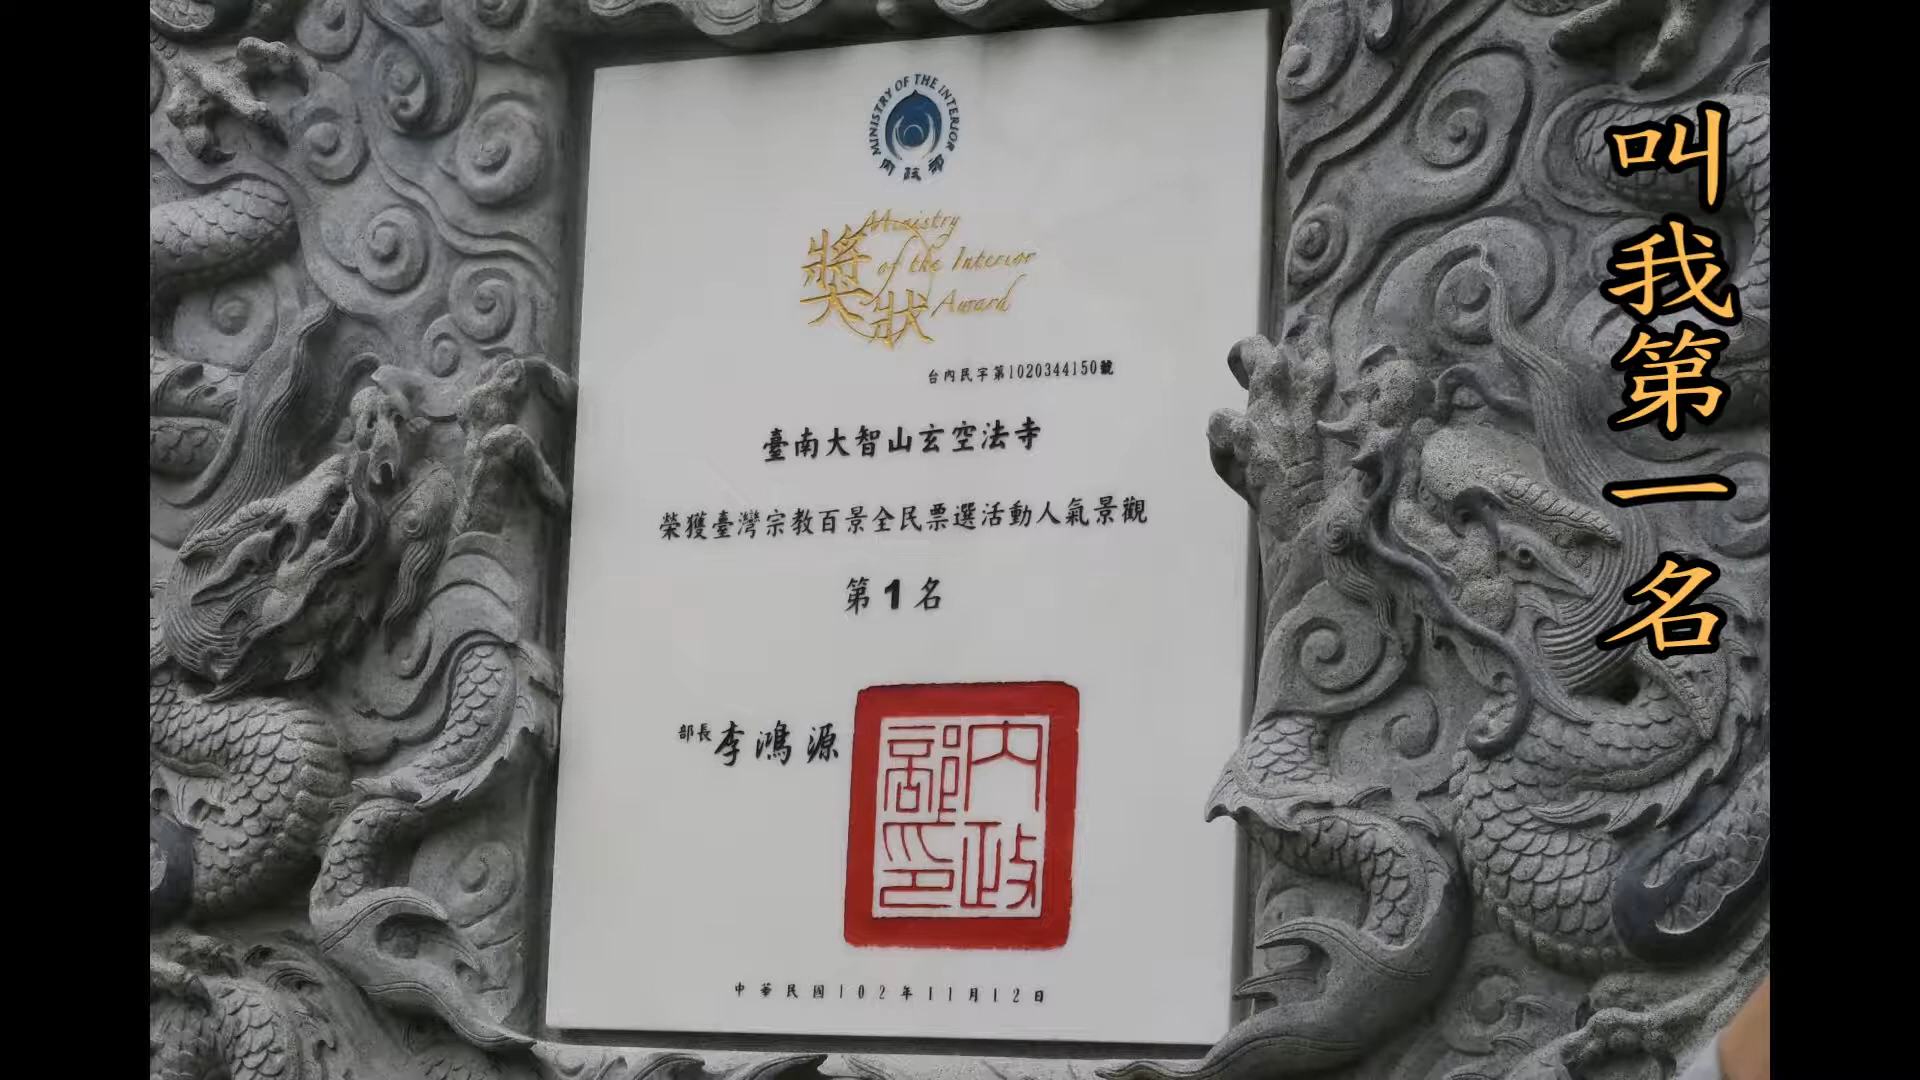 MINISTRY OF THE INTERIOR
內政部
獎狀
Ministry
of the Interior
Award
台內民字第1020344150號
臺南大智山玄空法寺
榮獲臺灣宗教百景全民票選活動人氣景觀
第1名
部長 李鴻源
內政部印
中華民國102年11月12日
叫我第一名